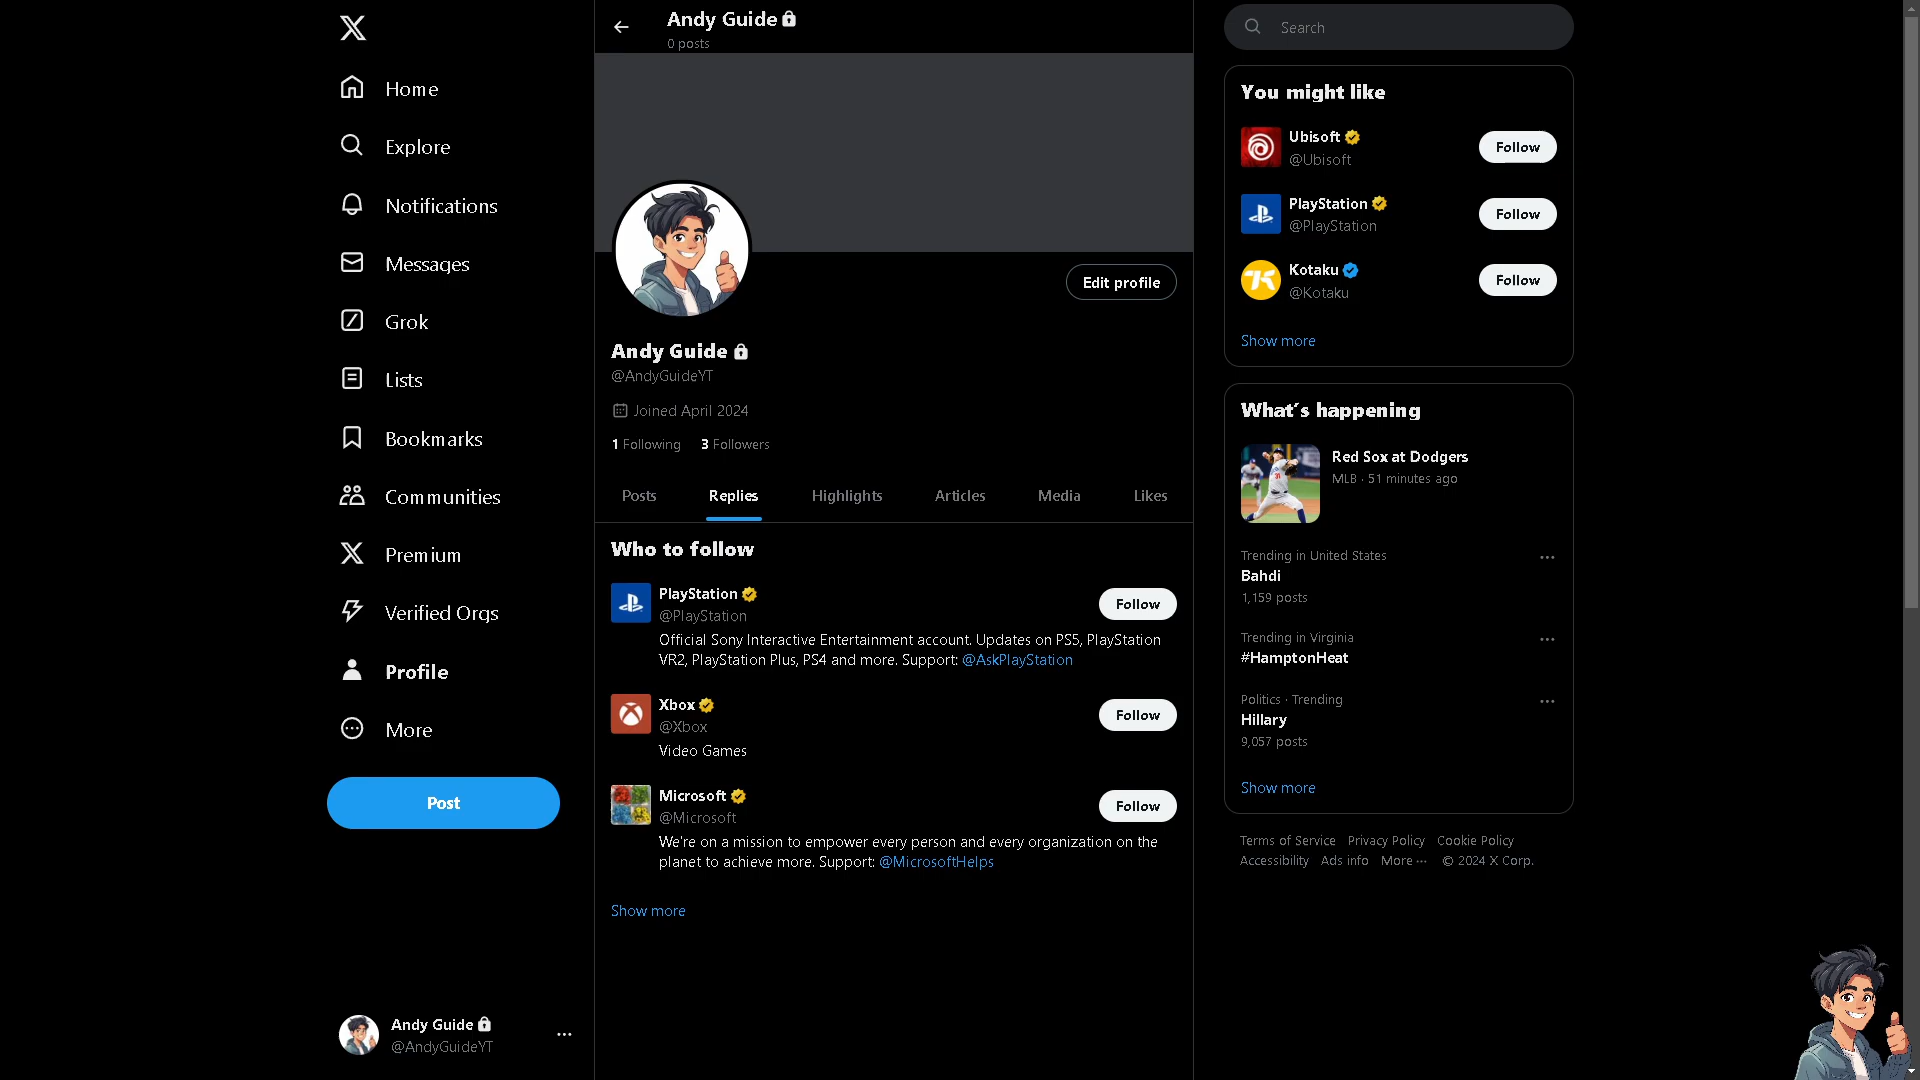 Home
Explore
Notifications
Messages
Grok
Lists
Bookmarks
Communities
Premium
Verified Orgs
Profile
More
Post
Andy Guide
@AndyGuideYT
Andy Guide
0 posts
Edit profile
Andy Guide
@AndyGuideYT
Joined April 2024
1 Following 3 Followers
Posts Replies Highlights Articles Media Likes
Who to follow
PlayStation
@PlayStation
Follow
Official Sony Interactive Entertainment account. Updates on PS5, PlayStation
VR2, PlayStation Plus, PS4 and more. Support: @AskPlayStation
Xbox
@Xbox
Follow
Video Games
Microsoft
@Microsoft
Follow
We're on a mission to empower every person and every organization on the
planet to achieve more. Support: @MicrosoftHelps
Show more
Search
You might like
Ubisoft
@Ubisoft
Follow
PlayStation
@PlayStation
Follow
Kotaku
@Kotaku
Follow
Show more
What's happening
Red Sox at Dodgers
MLB · 51 minutes ago
Trending in United States
Bahdi
1,159 posts
Trending in Virginia
#HamptonHeat
Politics · Trending
Hillary
9,057 posts
Show more
Terms of Service Privacy Policy Cookie Policy
Accessibility Ads info More ··· © 2024 X Corp.